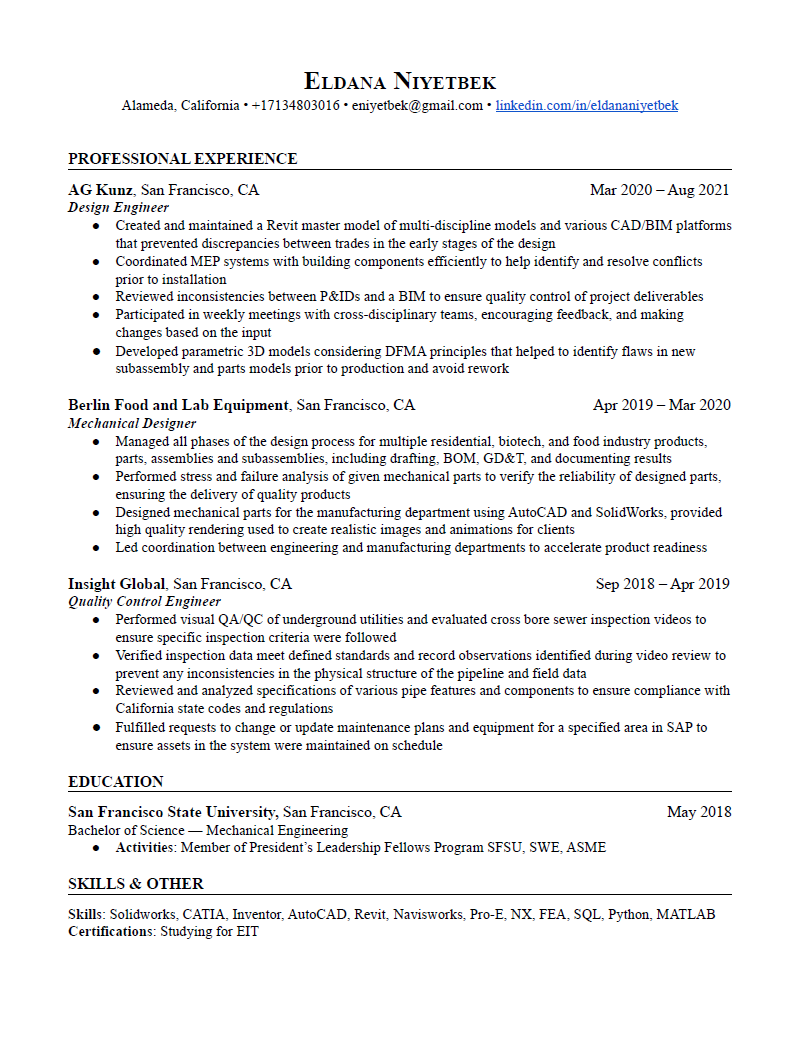 Eldana Niyetbek
Alameda, California • +17134803016 • eniyetbek@gmail.com • linkedin.com/in/eldananiyetbek
PROFESSIONAL EXPERIENCE
AG Kunz, San Francisco, CA Mar 2020 – Aug 2021
Design Engineer
● Created and maintained a Revit master model of multi-discipline models and various CAD/BIM platforms
that prevented discrepancies between trades in the early stages of the design
● Coordinated MEP systems with building components efficiently to help identify and resolve conflicts
prior to installation
● Reviewed inconsistencies between P&IDs and a BIM to ensure quality control of project deliverables
● Participated in weekly meetings with cross-disciplinary teams, encouraging feedback, and making
changes based on the input
● Developed parametric 3D models considering DFMA principles that helped to identify flaws in new
subassembly and parts models prior to production and avoid rework
Berlin Food and Lab Equipment, San Francisco, CA Apr 2019 – Mar 2020
Mechanical Designer
● Managed all phases of the design process for multiple residential, biotech, and food industry products,
parts, assemblies and subassemblies, including drafting, BOM, GD&T, and documenting results
● Performed stress and failure analysis of given mechanical parts to verify the reliability of designed parts,
ensuring the delivery of quality products
● Designed mechanical parts for the manufacturing department using AutoCAD and SolidWorks, provided
high quality rendering used to create realistic images and animations for clients
● Led coordination between engineering and manufacturing departments to accelerate product readiness
Insight Global, San Francisco, CA Sep 2018 – Apr 2019
Quality Control Engineer
● Performed visual QA/QC of underground utilities and evaluated cross bore sewer inspection videos to
ensure specific inspection criteria were followed
● Verified inspection data meet defined standards and record observations identified during video review to
prevent any inconsistencies in the physical structure of the pipeline and field data
● Reviewed and analyzed specifications of various pipe features and components to ensure compliance with
California state codes and regulations
● Fulfilled requests to change or update maintenance plans and equipment for a specified area in SAP to
ensure assets in the system were maintained on schedule
EDUCATION
San Francisco State University, San Francisco, CA May 2018
Bachelor of Science — Mechanical Engineering
● Activities: Member of President's Leadership Fellows Program SFSU, SWE, ASME
SKILLS & OTHER
Skills: Solidworks, CATIA, Inventor, AutoCAD, Revit, Navisworks, Pro-E, NX, FEA, SQL, Python, MATLAB
Certifications: Studying for EIT